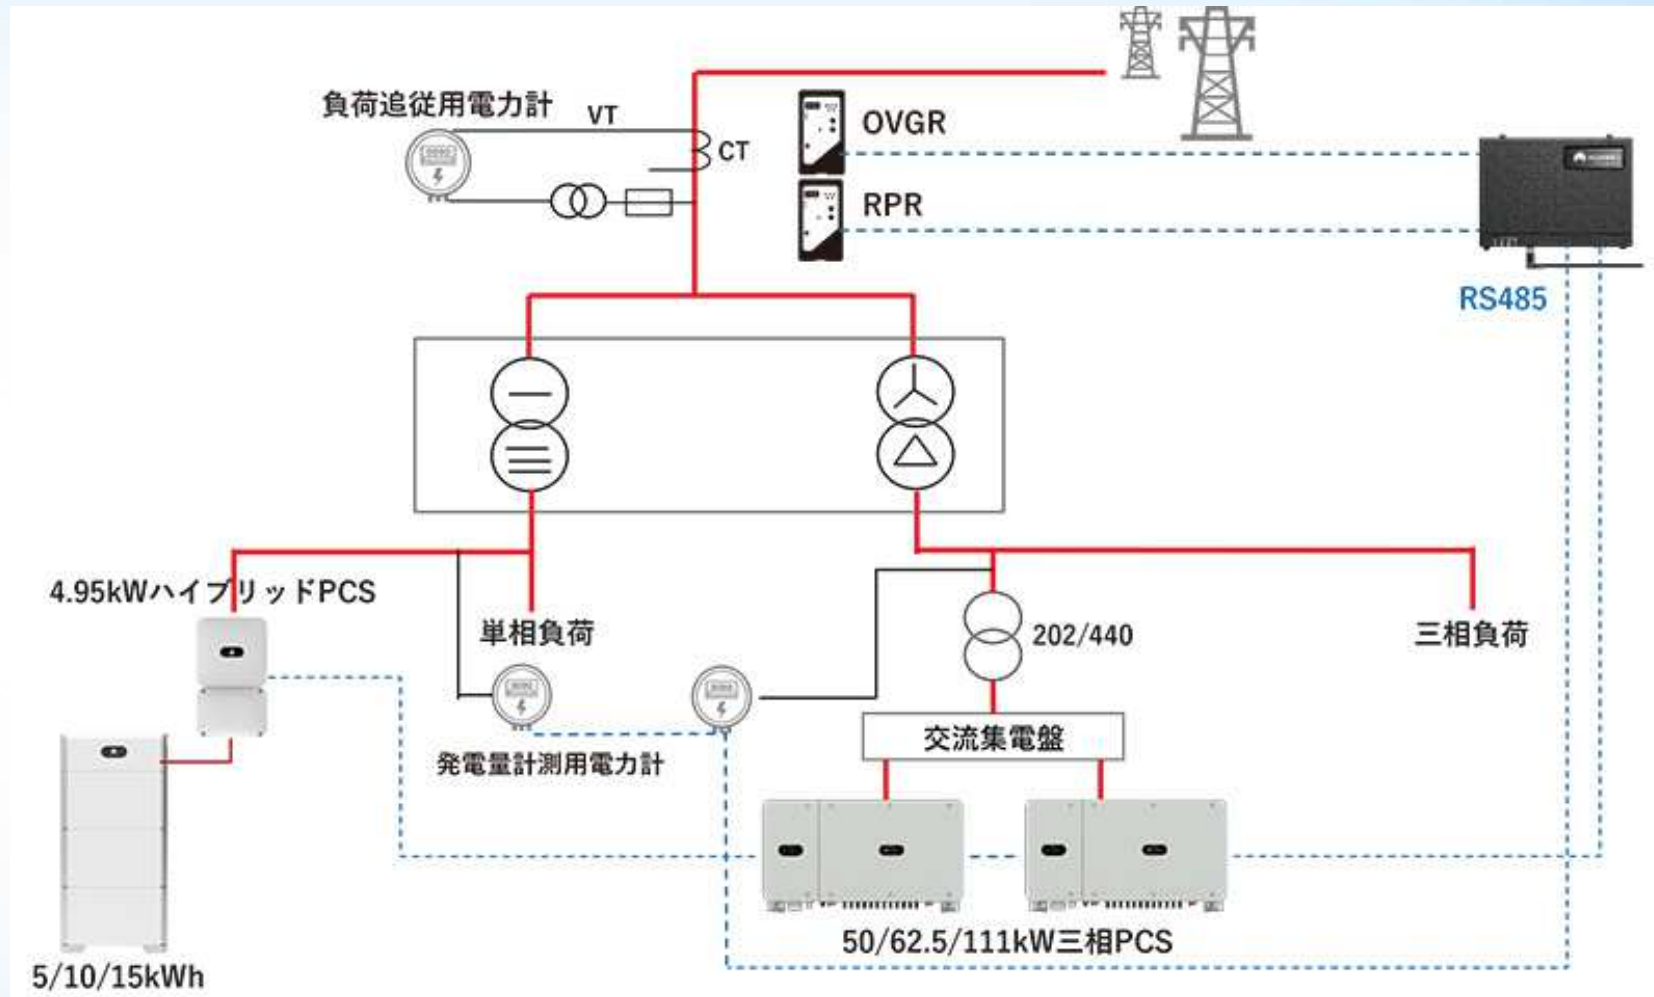 負荷追従用電力計
VT
CT
OVGR
RPR
RS485
4.95kWハイブリッドPCS
単相負荷
202/440
三相負荷
交流集電盤
発電量計測用電力計
50/62.5/111kW三相PCS
5/10/15kWh